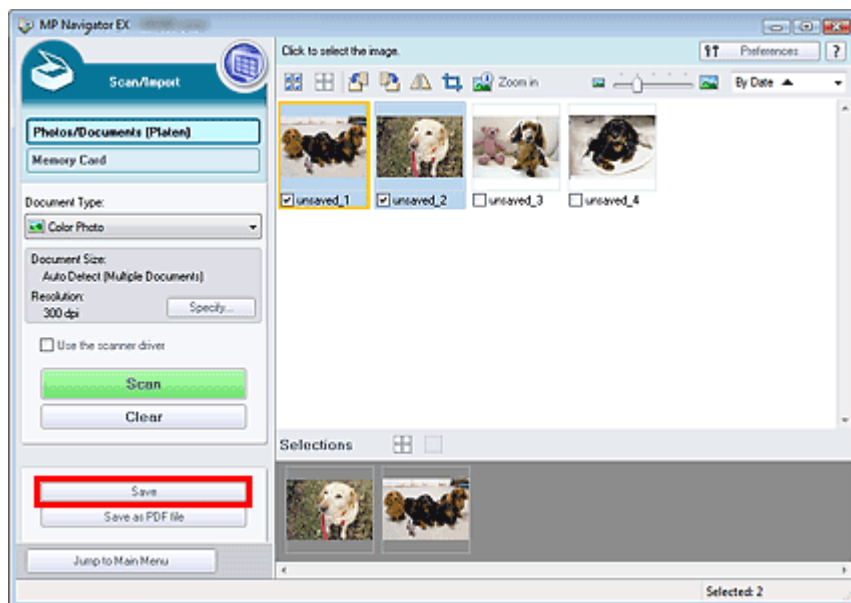 MP Navigator EX
Click to select the image.
Preferences
?
Scan/Import
Zoom in
By Date
Photos/Documents (Platen)
Memory Card
unsaved_1
unsaved_2
unsaved_3
unsaved_4
Document Type:
Color Photo
Document Size:
Auto Detect (Multiple Documents)
Resolution:
300 dpi
Specify...
Use the scanner driver
Scan
Clear
Selections
Save
Save as PDF file
Jump to Main Menu
Selected: 2